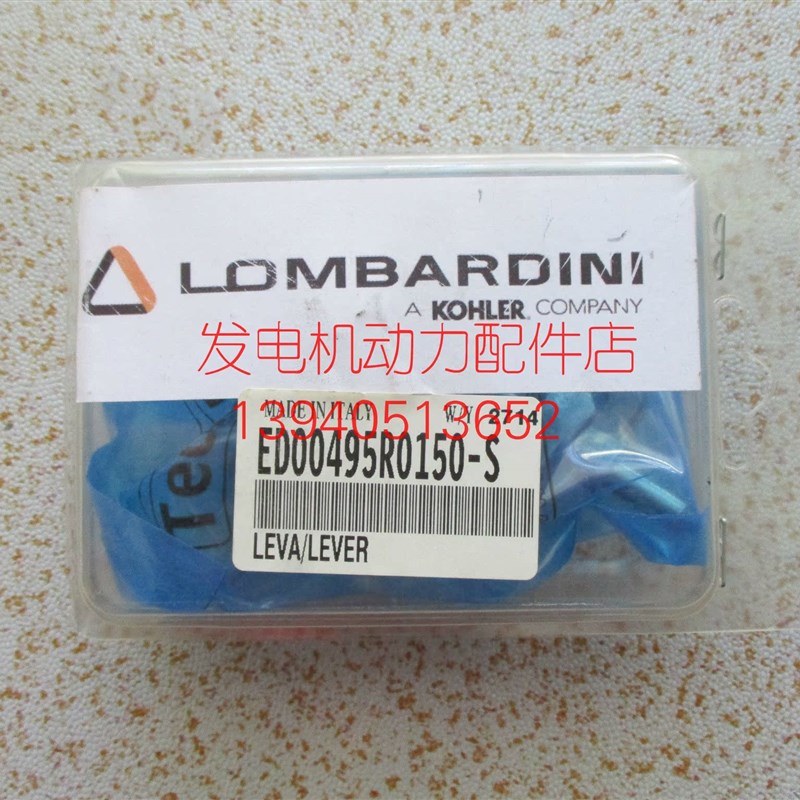 LOMBARDINI
A KOHLER COMPANY
发电机动力配件店
MADE IN ITALY W/Y 2714
13940513652
ED00495R0150-S
LEVA/LEVER